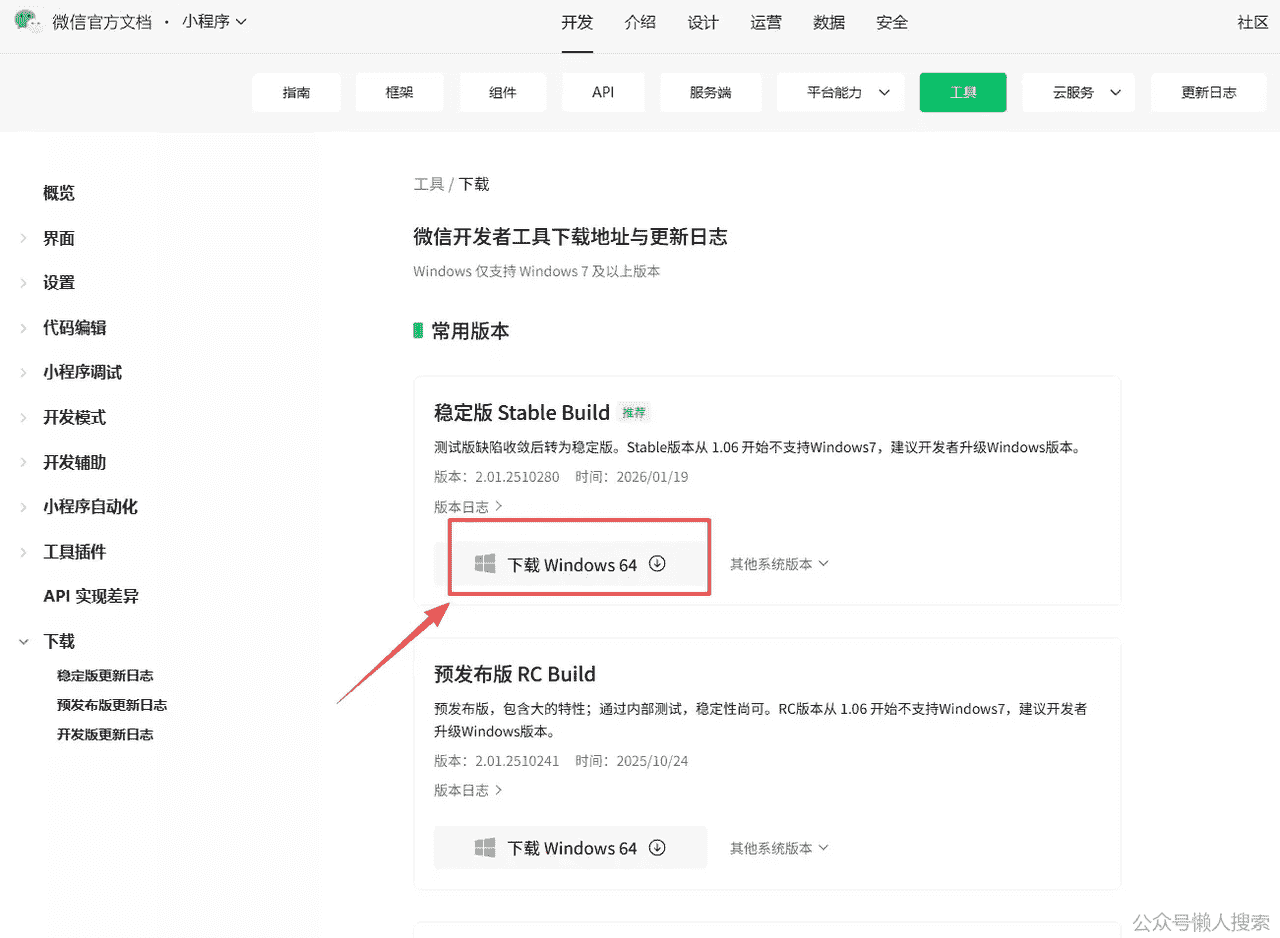 微信官方文档 · 小程序
开发 介绍 设计 运营 数据 安全
社区
指南 框架 组件 API 服务端 平台能力 工具 云服务 更新日志
概览
界面
设置
代码编辑
小程序调试
开发模式
开发辅助
小程序自动化
工具插件
API 实现差异
下载
稳定版更新日志
预发布版更新日志
开发版更新日志
工具 / 下载
微信开发者工具下载地址与更新日志
Windows 仅支持 Windows 7 及以上版本
常用版本
稳定版 Stable Build 推荐
测试版缺陷收敛后转为稳定版。Stable版本从 1.06 开始不支持Windows7，建议开发者升级Windows版本。
版本：2.01.2510280 时间：2026/01/19
版本日志
下载 Windows 64 其他系统版本
预发布版 RC Build
预发布版，包含大的特性；通过内部测试，稳定性尚可。RC版本从 1.06 开始不支持Windows7，建议开发者
升级Windows版本。
版本：2.01.2510241 时间：2025/10/24
版本日志
下载 Windows 64 其他系统版本
公众号懒人搜索